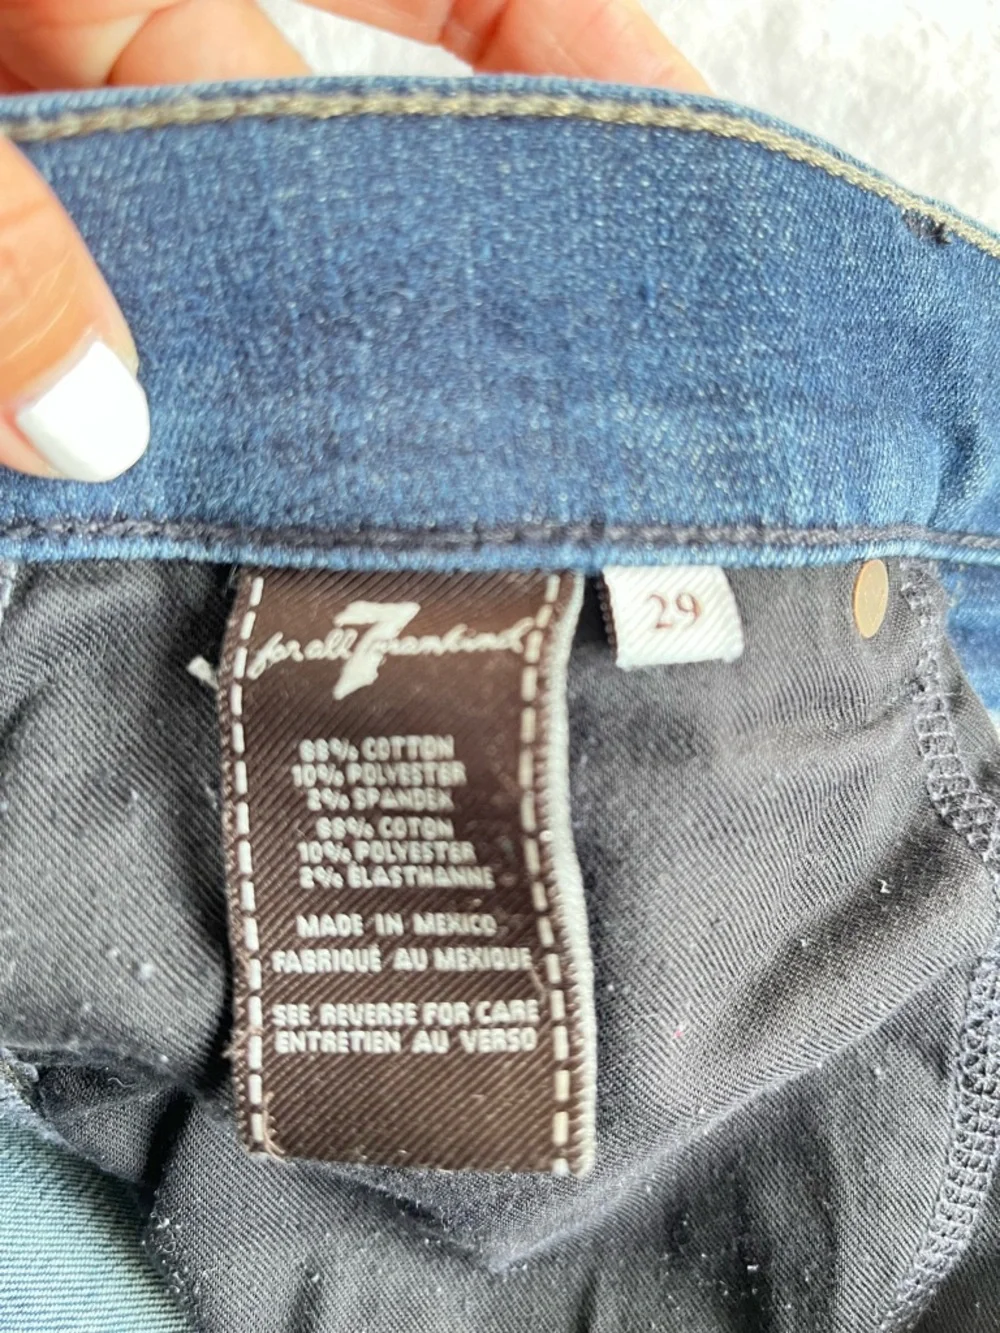 for all 7 mankind
29
88% COTTON
10% POLYESTER
2% SPANDEX
88% COTON
10% POLYESTER
2% ELASTHANNE
MADE IN MEXICO
FABRIQUÉ AU MEXIQUE
SEE REVERSE FOR CARE
ENTRETIEN AU VERSO